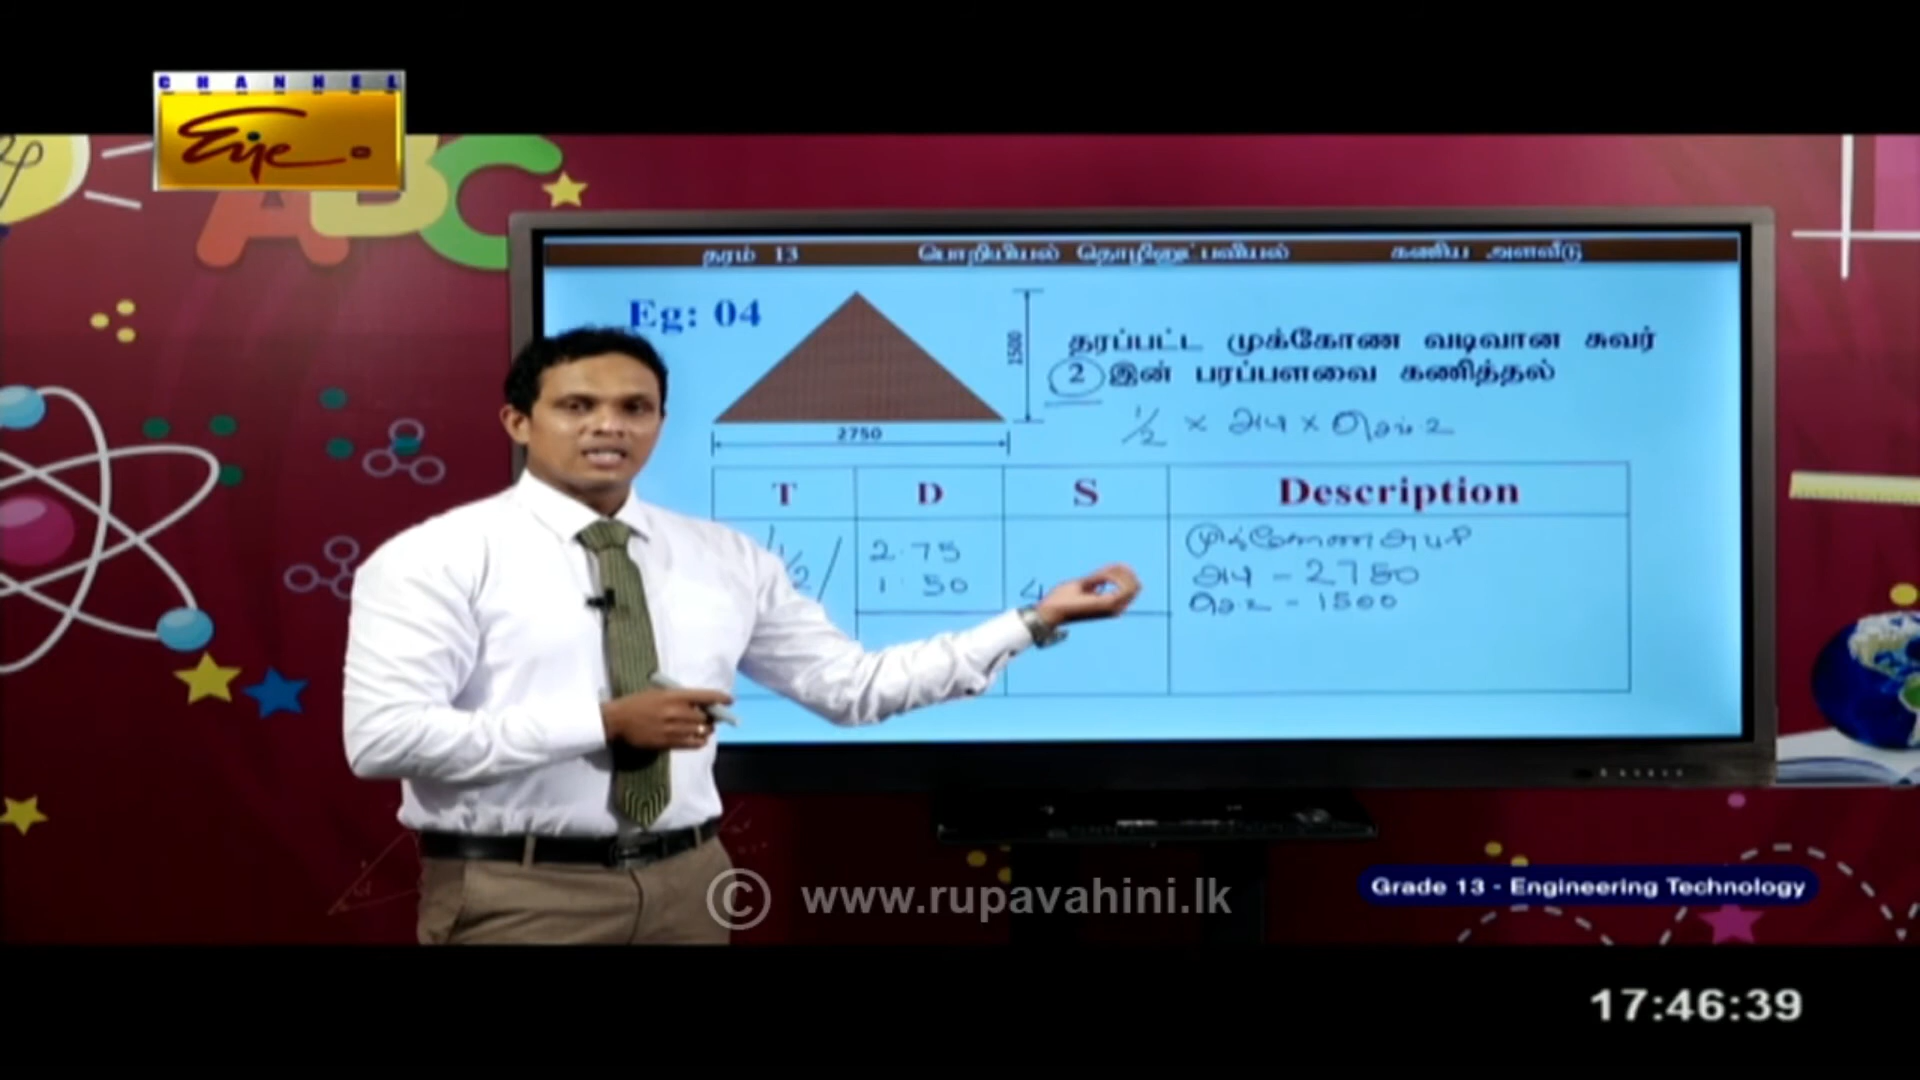 CHANNEL
Eye
ABC
தரம் 13 பொறியியல் தொழினுட்பவியல் கணிய அளவீடு
Eg: 04
1500
தரப்பட்ட முக்கோண வடிவான சுவர்
2 இன் பரப்பளவை கணித்தல்
1/2 × அடி × செங் உ
2750
T D S Description
1/2/
2.75
1.50
4
முக்கோண
அடி - 2750
செ.உ - 1500
Grade 13 - Engineering Technology
© www.rupavahini.lk
17:46:39